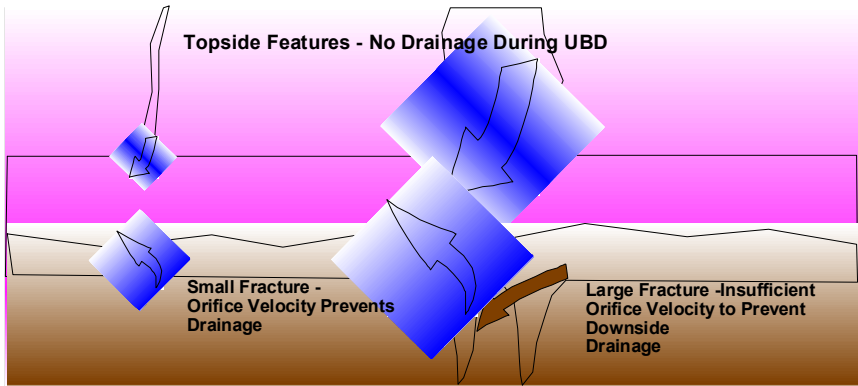 Topside Features - No Drainage During UBD
Small Fracture -
Orifice Velocity Prevents
Drainage
Large Fracture -Insufficient
Orifice Velocity to Prevent
Downside
Drainage